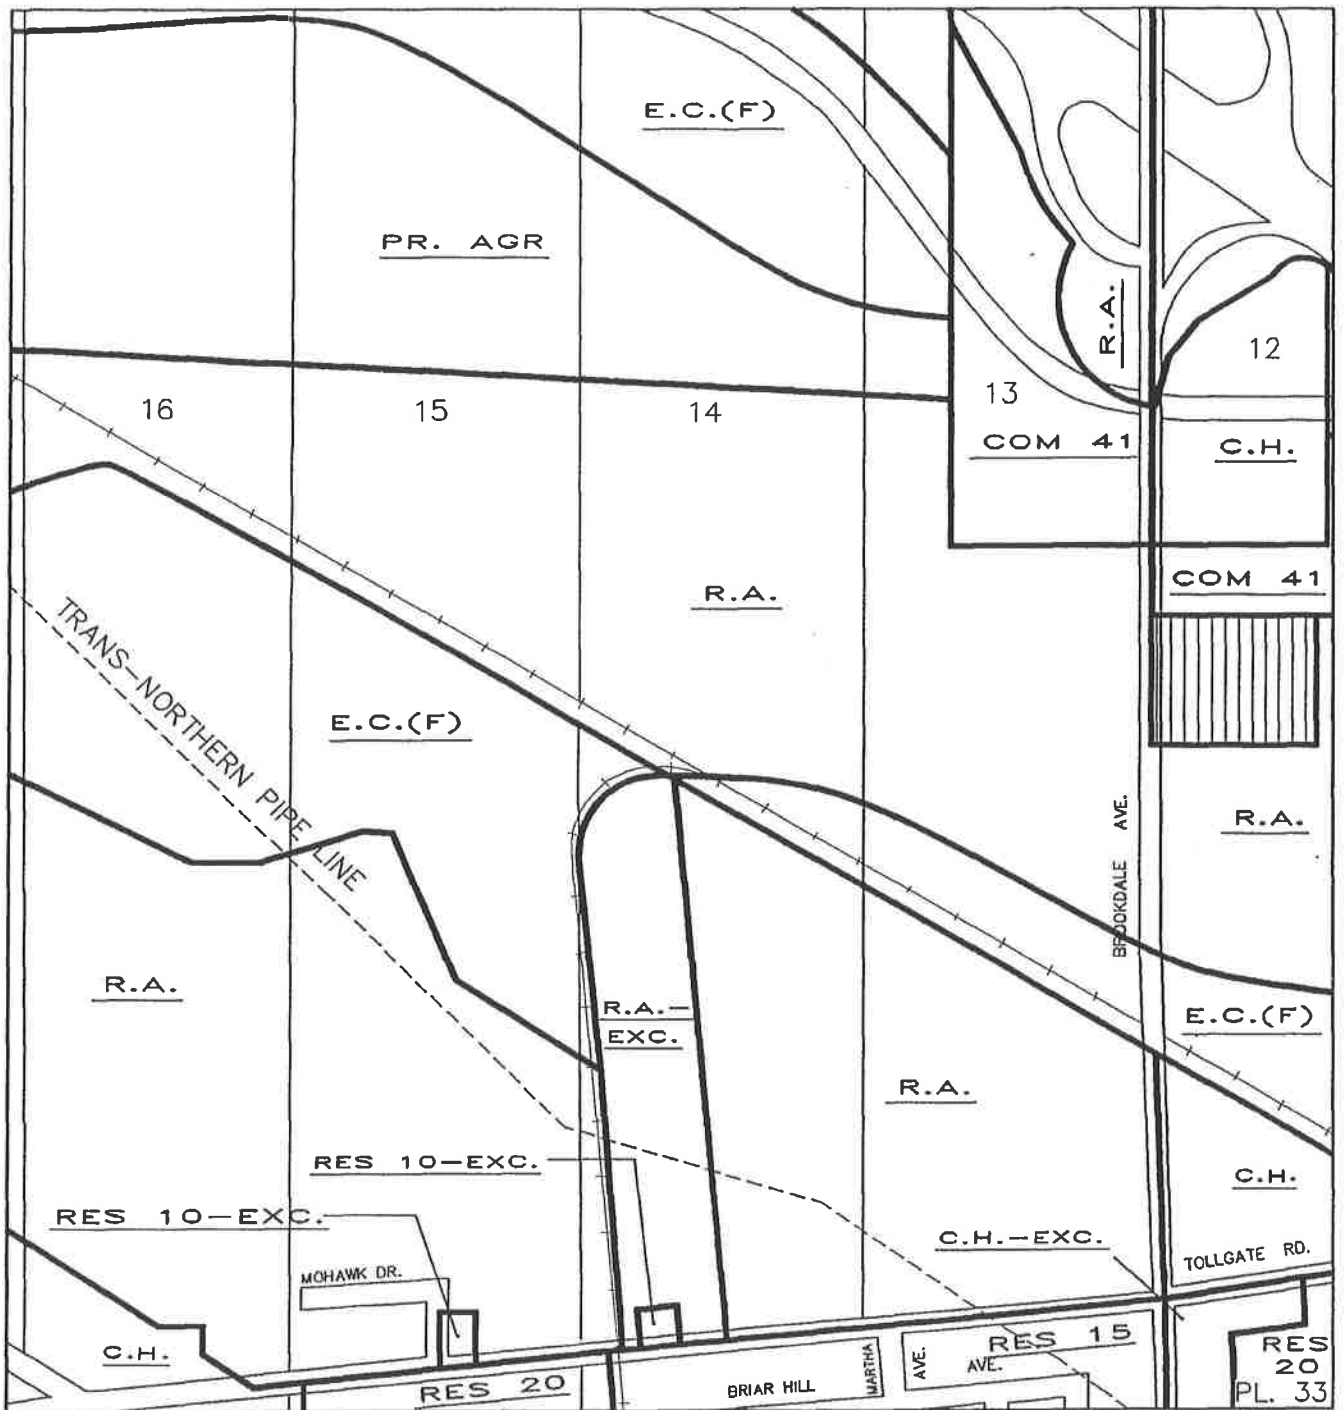 E.C.(F)
PR. AGR
R.A.
12
16
15
14
13
COM 41
C.H.
COM 41
R.A.
TRANS-NORTHERN PIPE LINE
E.C.(F)
BROOKDALE AVE.
R.A.
R.A.
R.A.-
EXC.
E.C.(F)
R.A.
RES 10-EXC.
C.H.
RES 10-EXC.
C.H.-EXC.
TOLLGATE RD.
MOHAWK DR.
C.H.
RES 15
RES
20
PL. 33
MARTHA
AVE.
AVE.
RES 20
BRIAR HILL